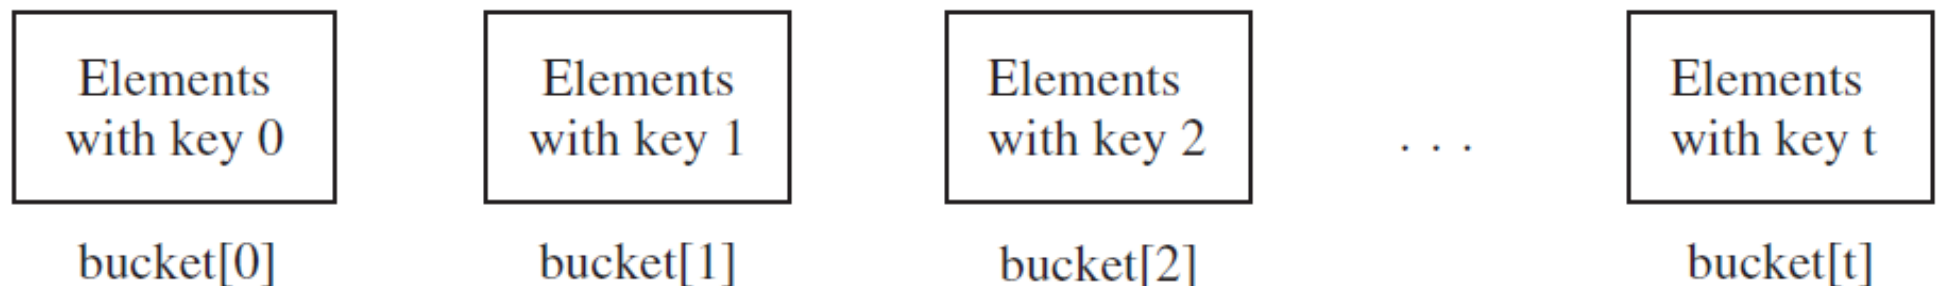 Elements
with key 0
Elements
with key 1
Elements
with key 2
. . .
Elements
with key t
bucket[0]
bucket[1]
bucket[2]
bucket[t]